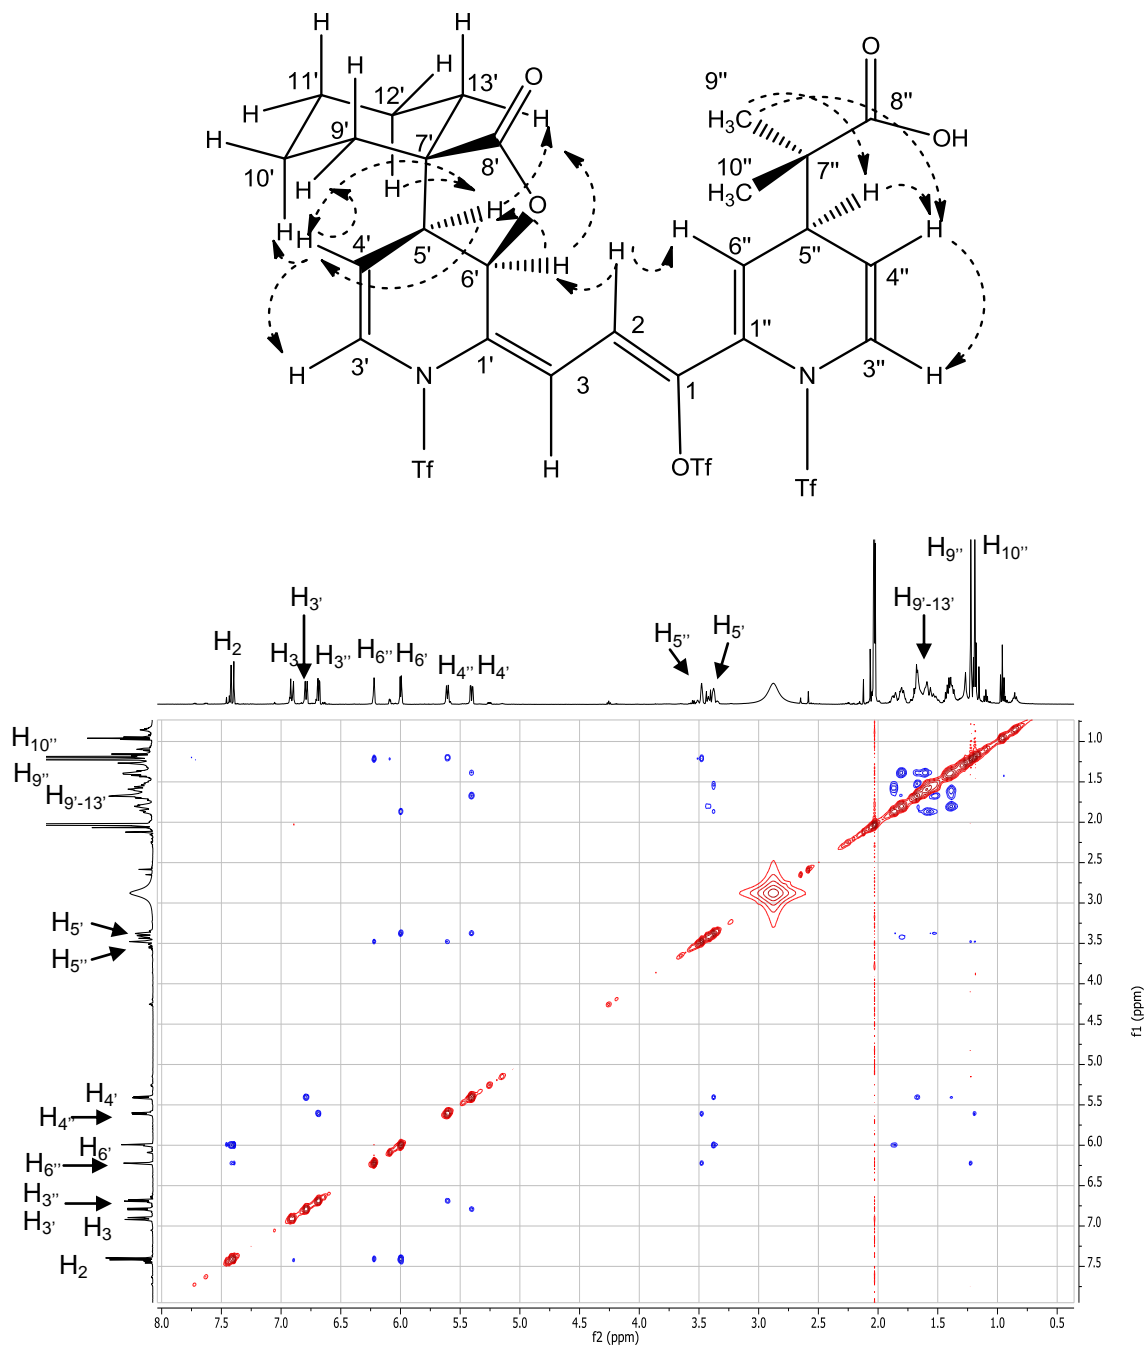 H H
H H 13' O O
11' 12' H 9" 8"
H 9' H₃C
H 7' 8' 10" 7" OH
10' H H H₃C H
H H O H H
H 4' 5' H H 6" 5" 4"
6' H 2 1"
H 3' N 1' 3 1 N 3" H
Tf H OTf Tf
H9" H10"
H3' H9'-13'
H2 H3 H3" H6" H6' H5" H5'
H4" H4'
H10"
H9"
H9'-13'
H5'
H5"
H4'
H4"
H6'
H6"
H3"
H3' H3
H2
1.0
1.5
2.0
2.5
3.0
3.5
4.0
4.5
5.0
5.5
6.0
6.5
7.0
7.5
f1 (ppm)
8.0 7.5 7.0 6.5 6.0 5.5 5.0 4.5 4.0 3.5 3.0 2.5 2.0 1.5 1.0 0.5
f2 (ppm)